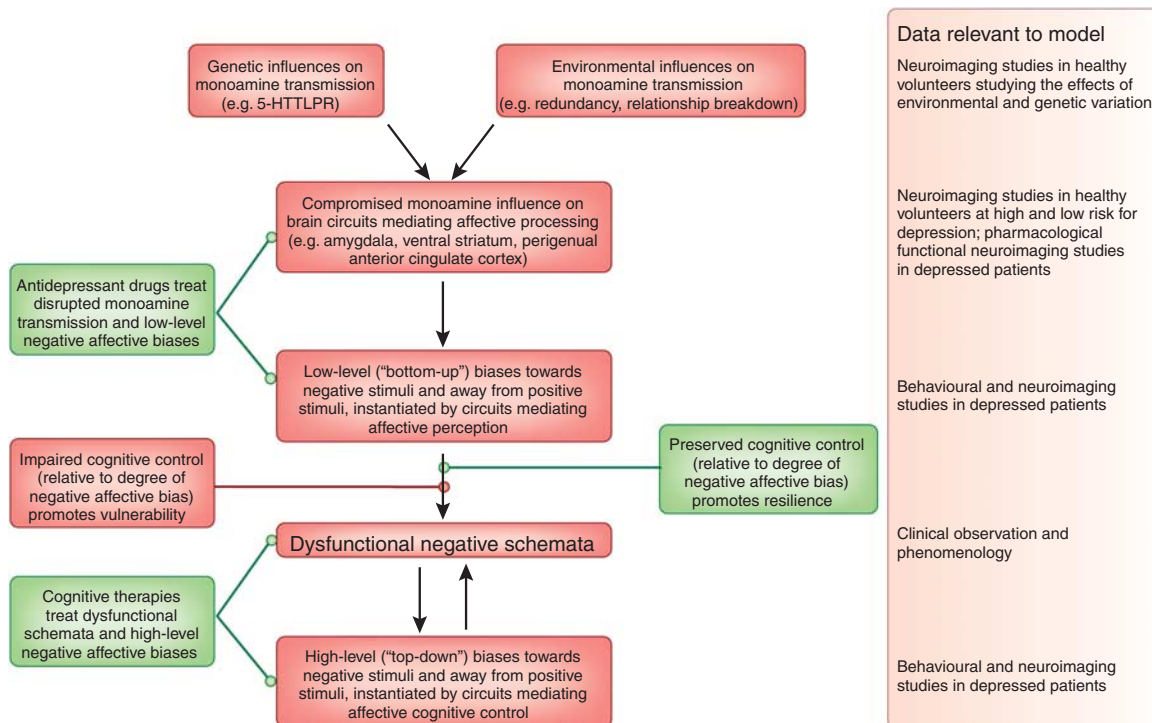 Genetic influences on
monoamine transmission
(e.g. 5-HTTLPR)
Environmental influences on
monoamine transmission
(e.g. redundancy, relationship breakdown)
Compromised monoamine influence on
brain circuits mediating affective processing
(e.g. amygdala, ventral striatum, perigenual
anterior cingulate cortex)
Antidepressant drugs treat
disrupted monoamine
transmission and low-level
negative affective biases
Low-level (“bottom-up”) biases towards
negative stimuli and away from positive
stimuli, instantiated by circuits mediating
affective perception
Impaired cognitive control
(relative to degree of
negative affective bias)
promotes vulnerability
Preserved cognitive control
(relative to degree of
negative affective bias)
promotes resilience
Dysfunctional negative schemata
Cognitive therapies
treat dysfunctional
schemata and high-level
negative affective biases
High-level (“top-down”) biases towards
negative stimuli and away from positive
stimuli, instantiated by circuits mediating
affective cognitive control
Data relevant to model
Neuroimaging studies in healthy
volunteers studying the effects of
environmental and genetic variation
Neuroimaging studies in healthy
volunteers at high and low risk for
depression; pharmacological
functional neuroimaging studies
in depressed patients
Behavioural and neuroimaging
studies in depressed patients
Clinical observation and
phenomenology
Behavioural and neuroimaging
studies in depressed patients